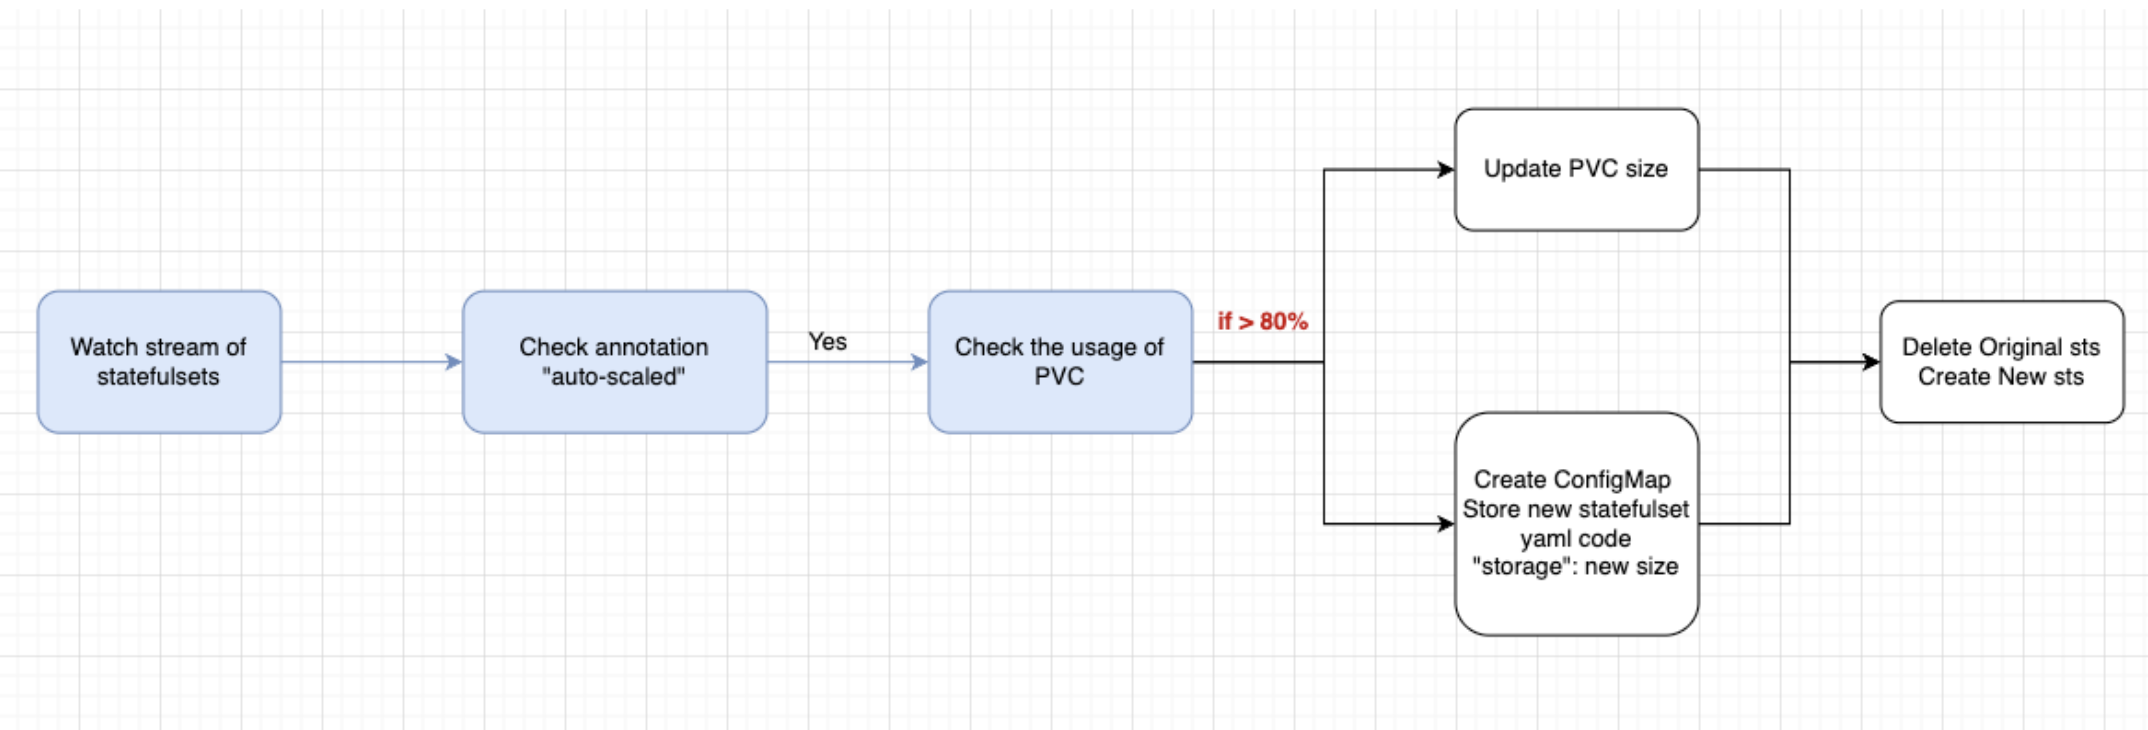 Watch stream of
statefulsets
Check annotation
"auto-scaled"
Yes
Check the usage of
PVC
if > 80%
Update PVC size
Create ConfigMap
Store new statefulset
yaml code
"storage": new size
Delete Original sts
Create New sts